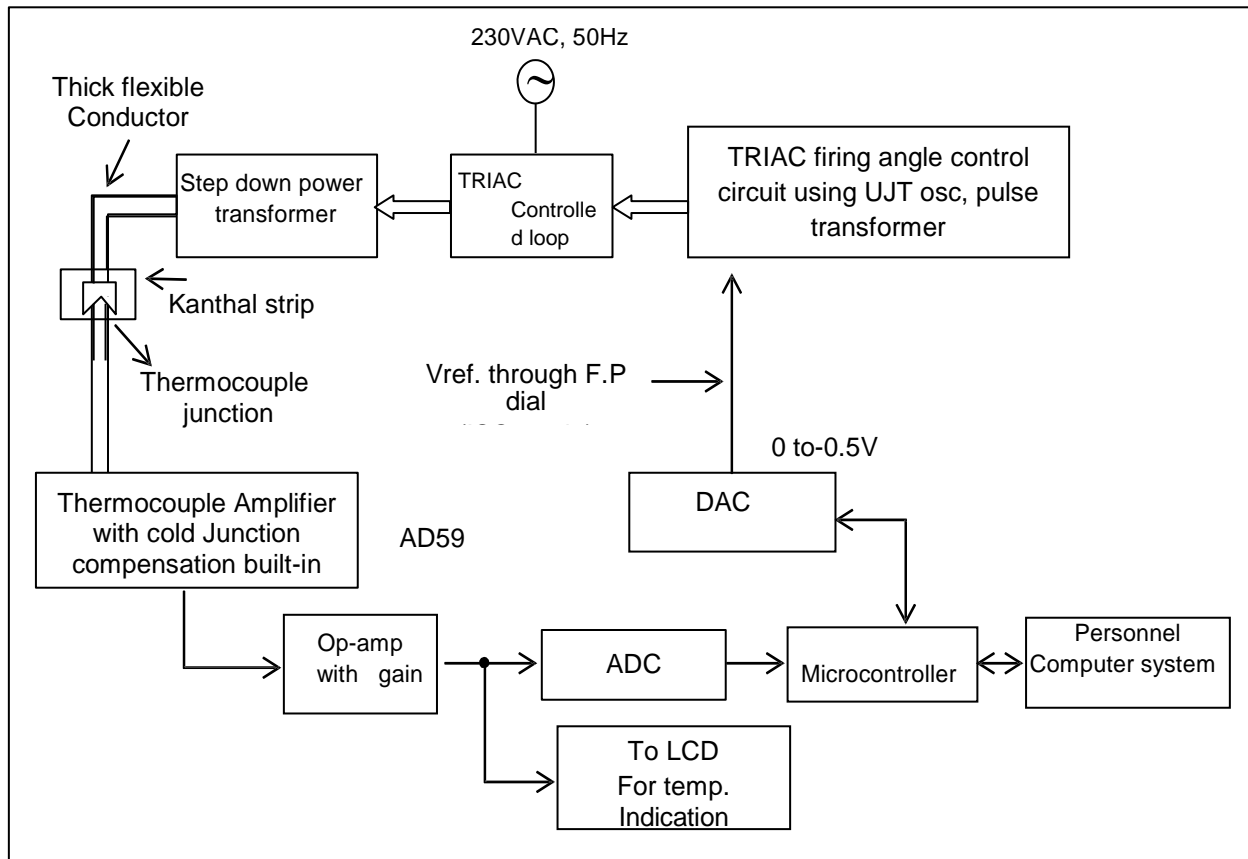 230VAC, 50Hz
~
Thick flexible
Conductor
Step down power
transformer
TRIAC
Controlle
d loop
TRIAC firing angle control
circuit using UJT osc, pulse
transformer
Kanthal strip
Thermocouple
junction
Vref. through F.P
dial
0 to-0.5V
DAC
Thermocouple Amplifier
with cold Junction
compensation built-in
AD59
Op-amp
with gain
ADC
Microcontroller
Personnel
Computer system
To LCD
For temp.
Indication